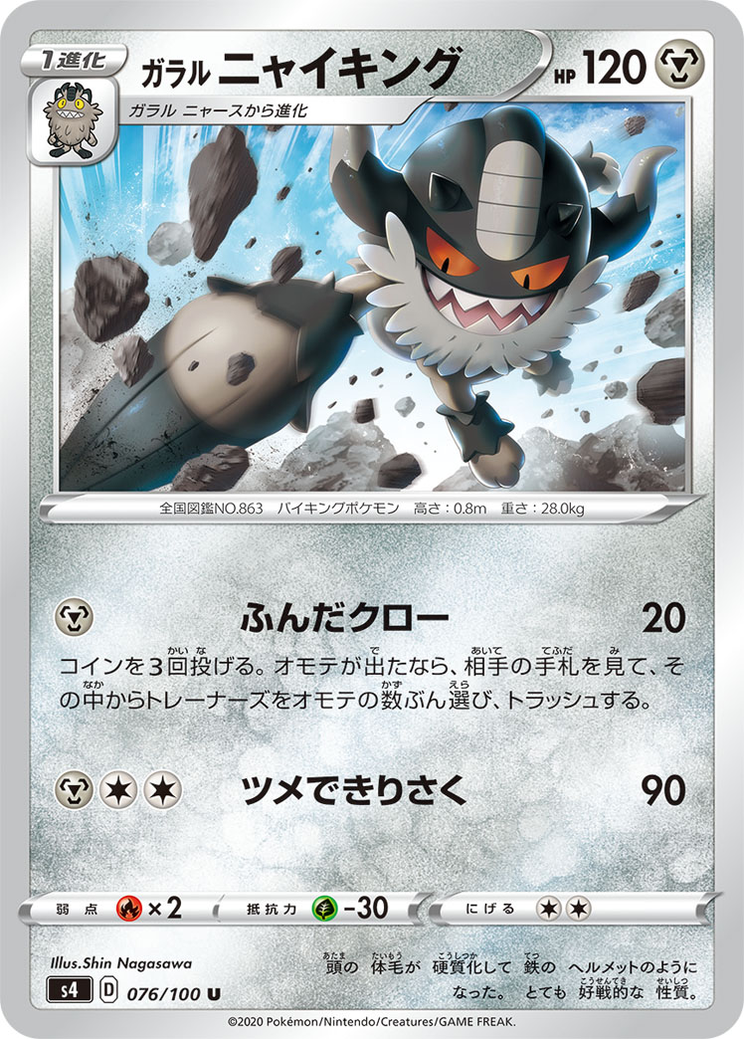 1進化
ガラル ニャイキング HP 120
ガラル ニャースから進化
全国図鑑NO.863 バイキングポケモン 高さ:0.8m 重さ:28.0kg
ふんだクロー 20
コインを3回投げる。オモテが出たなら、相手の手札を見て、そ
の中からトレーナーズをオモテの数ぶん選び、トラッシュする。
ツメできりさく 90
弱点 ×2 抵抗力 -30 にげる
Illus.Shin Nagasawa
頭の 体毛が 硬質化して 鉄の ヘルメットのように
なった。 とても 好戦的な 性質。
s4 D 076/100 U
©2020 Pokémon/Nintendo/Creatures/GAME FREAK.